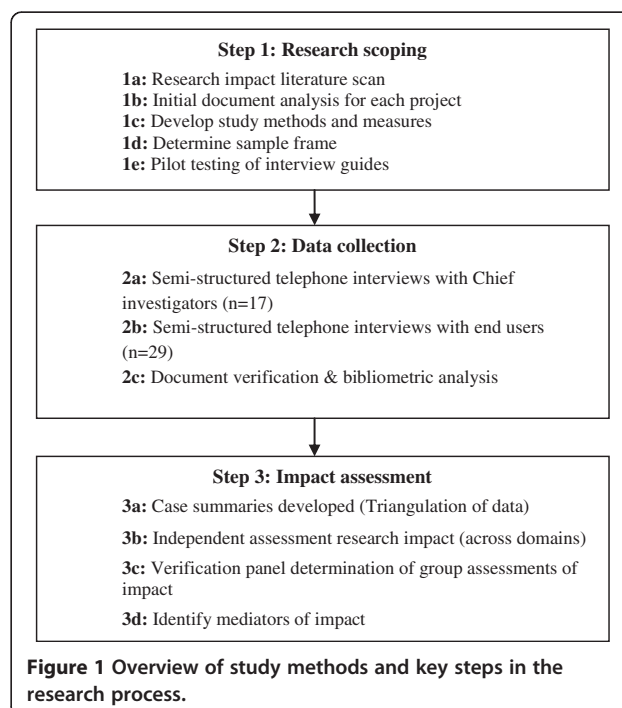 Step 1: Research scoping
1a: Research impact literature scan
1b: Initial document analysis for each project
1c: Develop study methods and measures
1d: Determine sample frame
1e: Pilot testing of interview guides
Step 2: Data collection
2a: Semi-structured telephone interviews with Chief
investigators (n=17)
2b: Semi-structured telephone interviews with end users
(n=29)
2c: Document verification & bibliometric analysis
Step 3: Impact assessment
3a: Case summaries developed (Triangulation of data)
3b: Independent assessment research impact (across domains)
3c: Verification panel determination of group assessments of
impact
3d: Identify mediators of impact
Figure 1 Overview of study methods and key steps in the
research process.